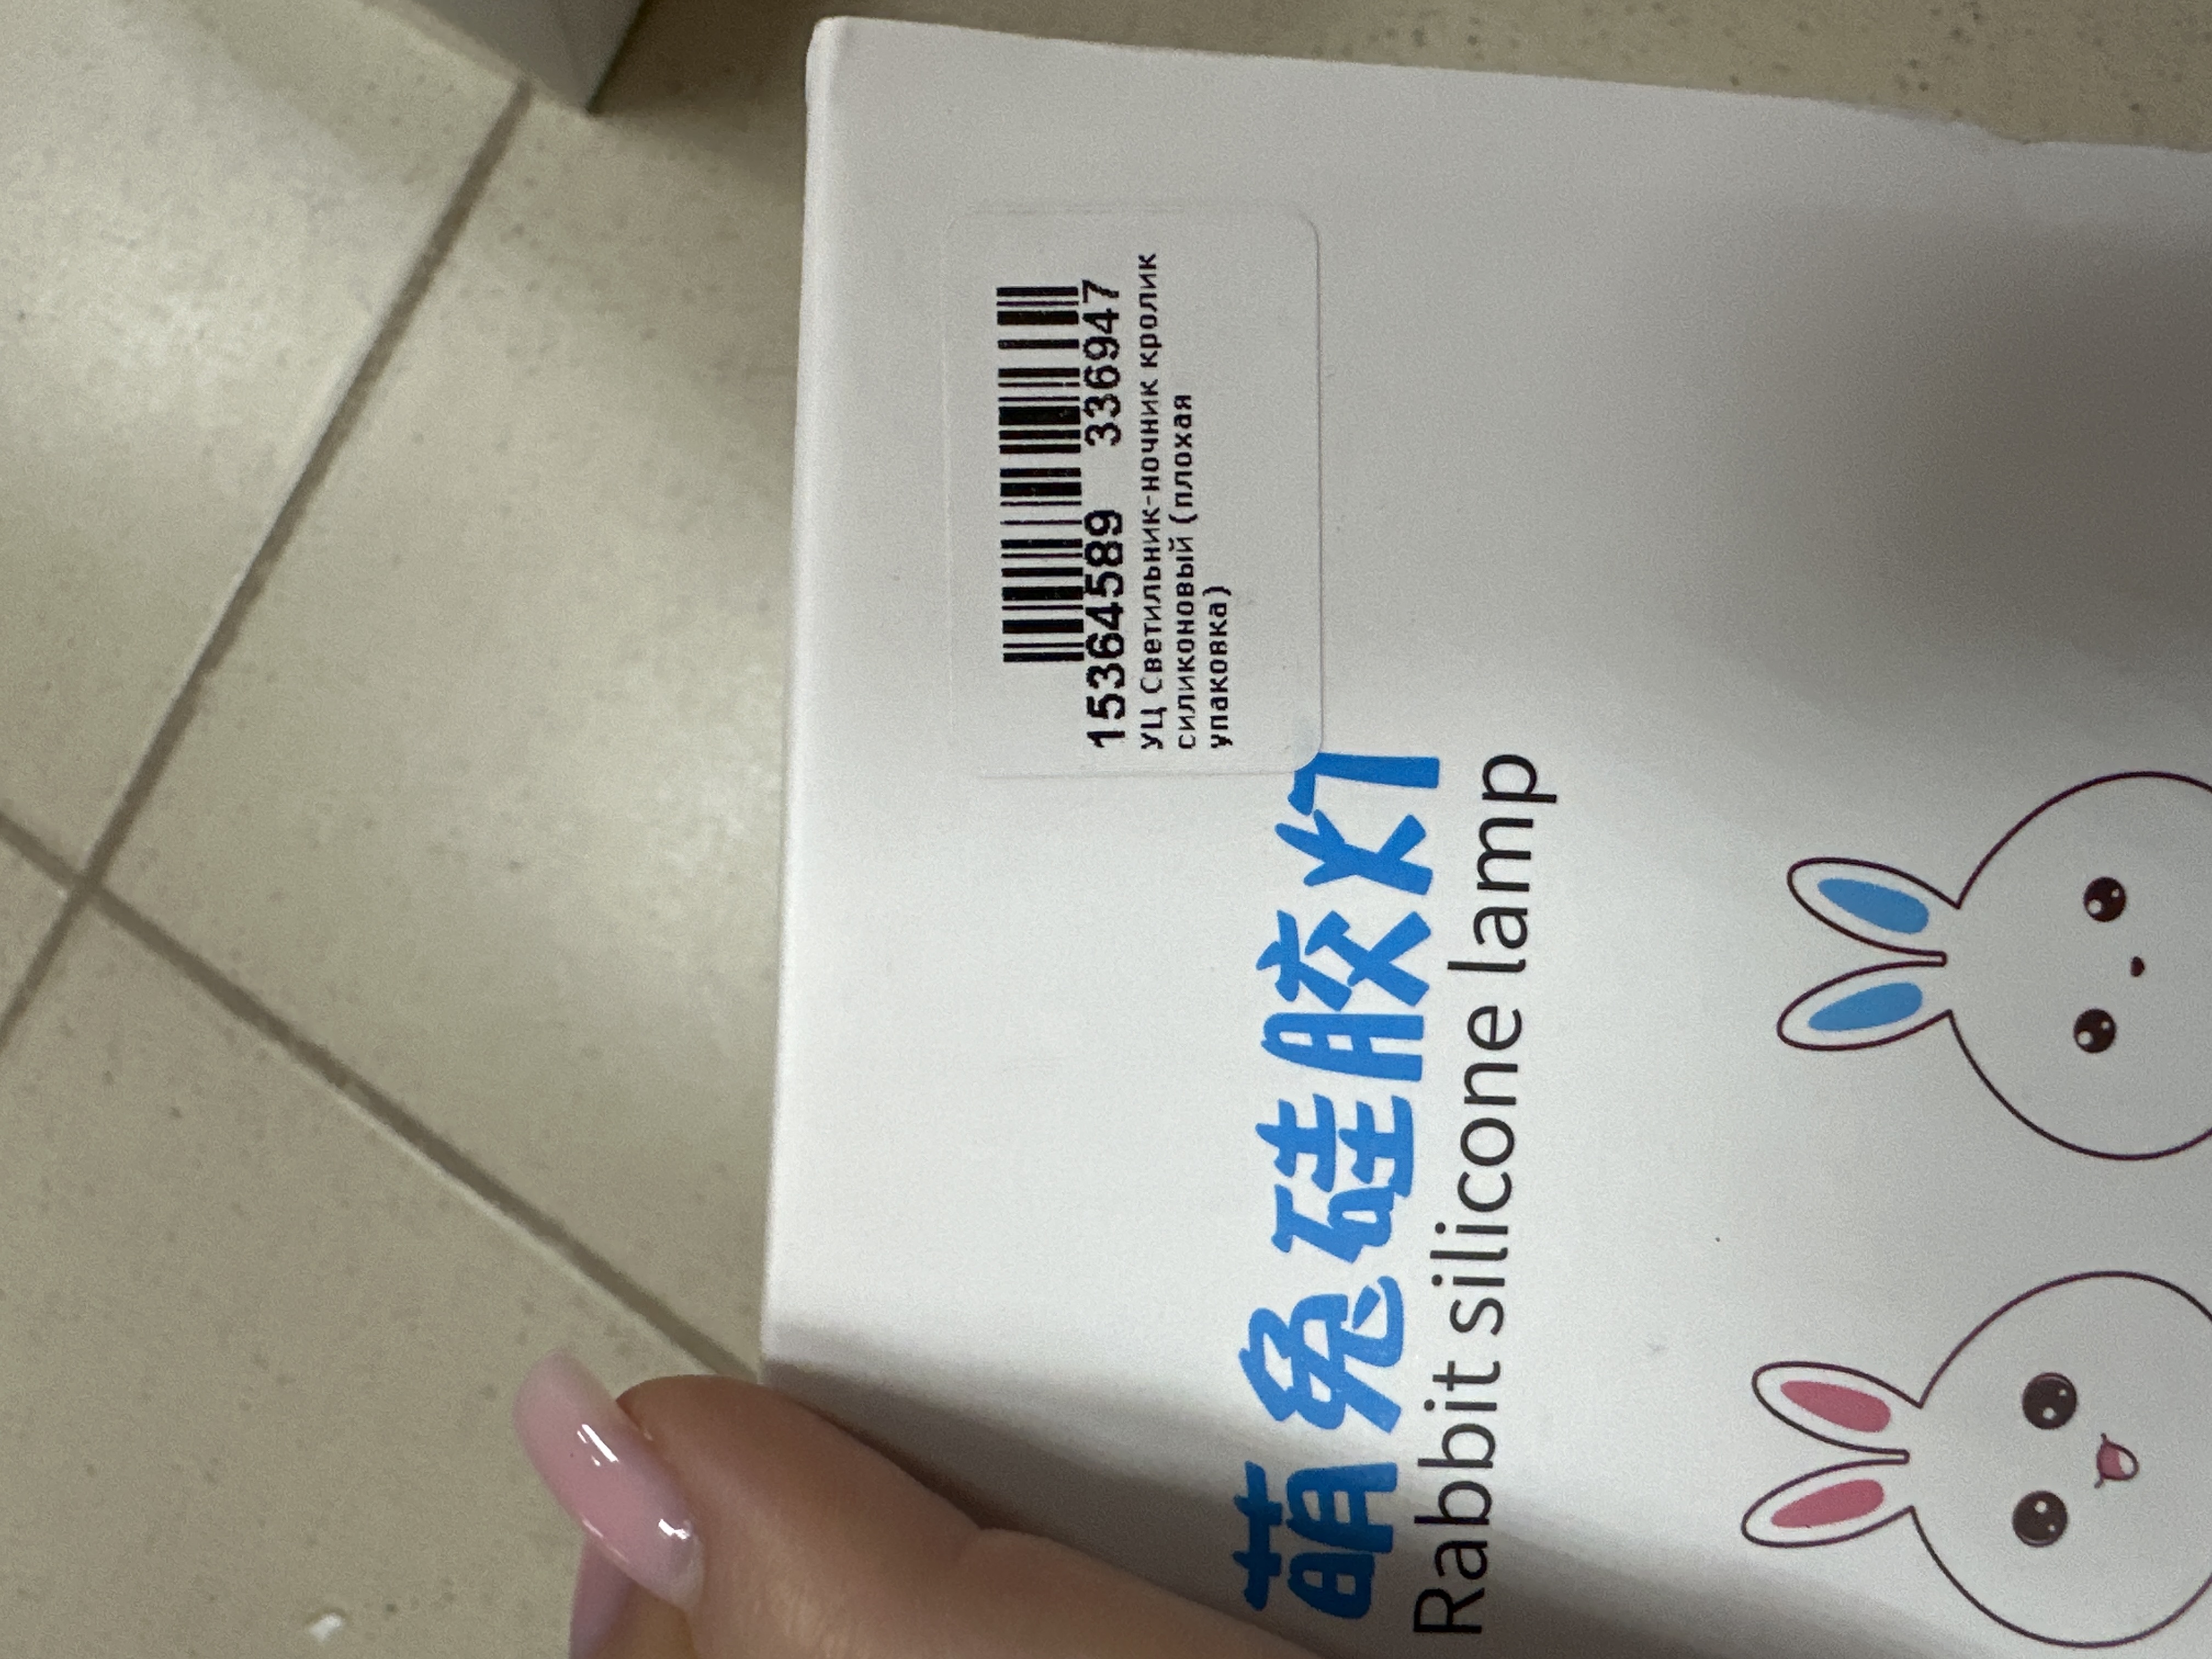 15364589 336947
УЦ Светильник-ночник кролик
силиконовый (плохая
упаковка)
萌兔硅胶灯
Rabbit silicone lamp